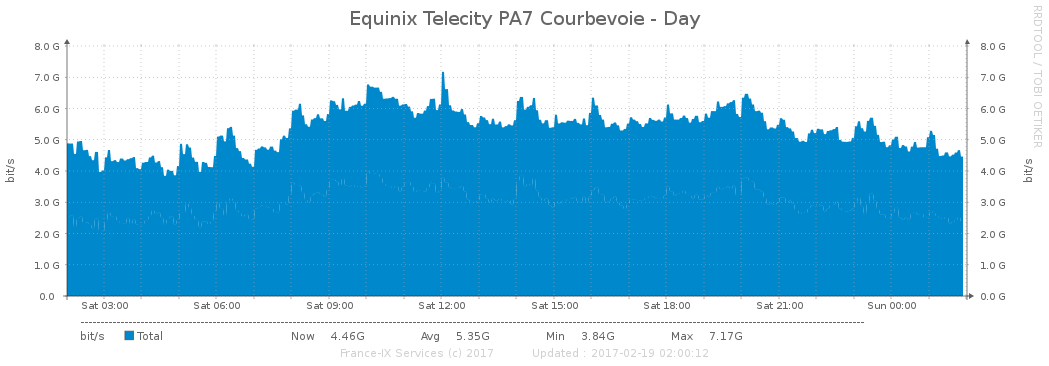 Equinix Telecity PA7 Courbevoie - Day
RRDTOOL / TOBI OETIKER
8.0 G 8.0 G
7.0 G 7.0 G
6.0 G 6.0 G
5.0 G 5.0 G
4.0 G 4.0 G
3.0 G 3.0 G
2.0 G 2.0 G
1.0 G 1.0 G
0.0 0.0 G
bit/s bit/s
Sat 03:00 Sat 06:00 Sat 09:00 Sat 12:00 Sat 15:00 Sat 18:00 Sat 21:00 Sun 00:00
bit/s Total Now 4.46G Avg 5.35G Min 3.84G Max 7.17G
France-IX Services (c) 2017 Updated : 2017-02-19 02:00:12